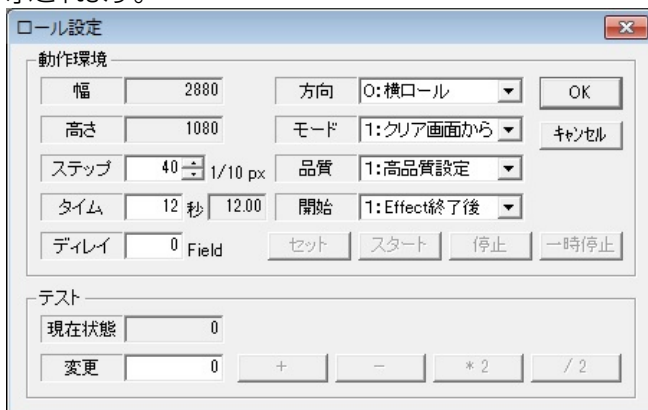 示されます。
ロール設定
動作環境
幅 2880 方向 0:横ロール OK
高さ 1080 モード 1:クリア画面から キャンセル
ステップ 40 1/10 px 品質 1:高品質設定
タイム 12 秒 12.00 開始 1:Effect終了後
ディレイ 0 Field セット スタート 停止 一時停止
テスト
現在状態 0
変更 0 + - *2 /2